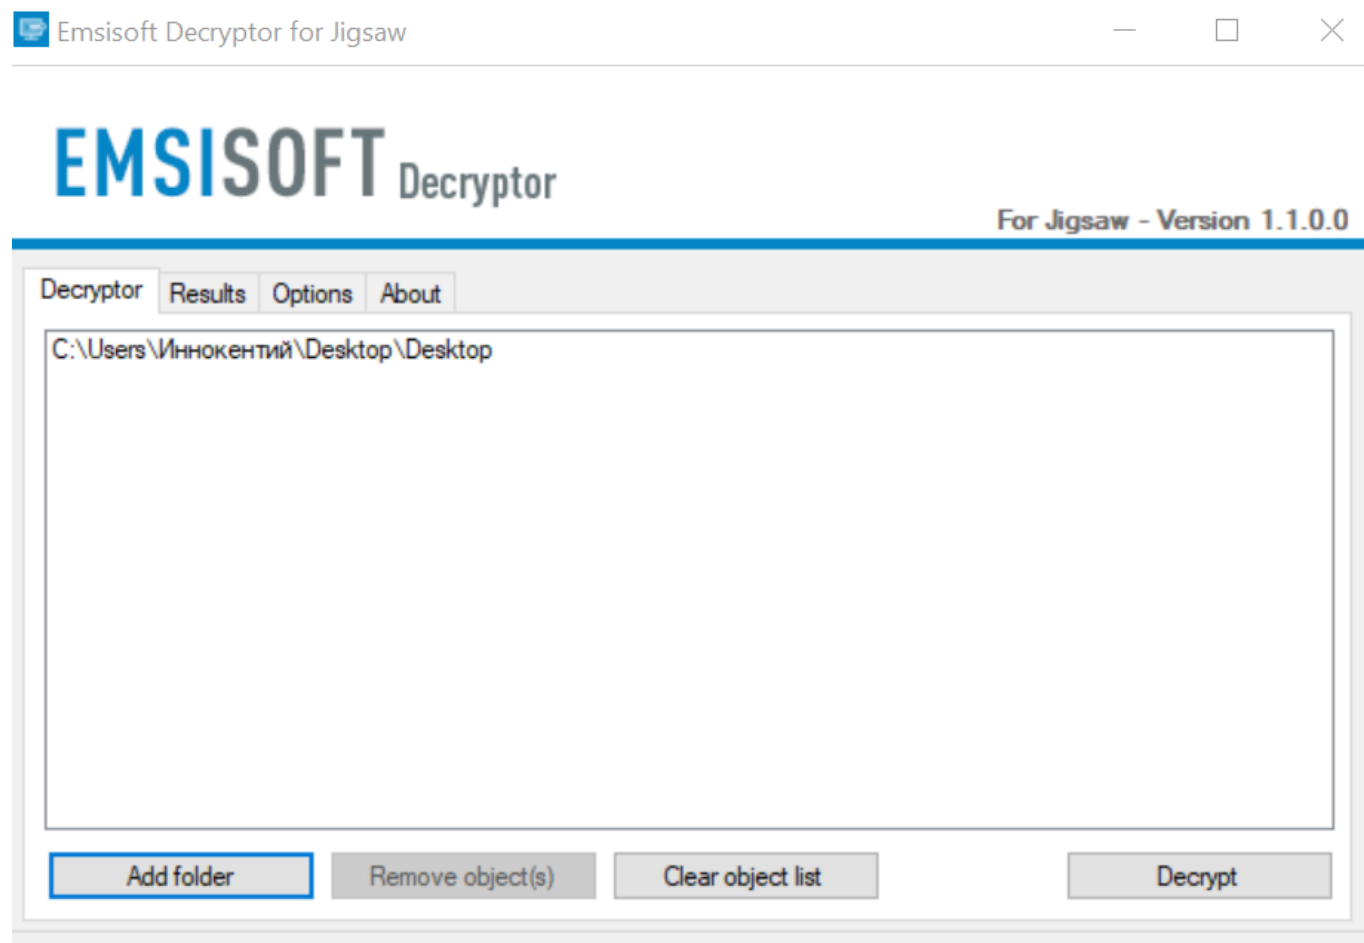 Emsisoft Decryptor for Jigsaw
EMSISOFT Decryptor
For Jigsaw - Version 1.1.0.0
Decryptor Results Options About
C:\Users\Иннокентий\Desktop\Desktop
Add folder Remove object(s) Clear object list Decrypt